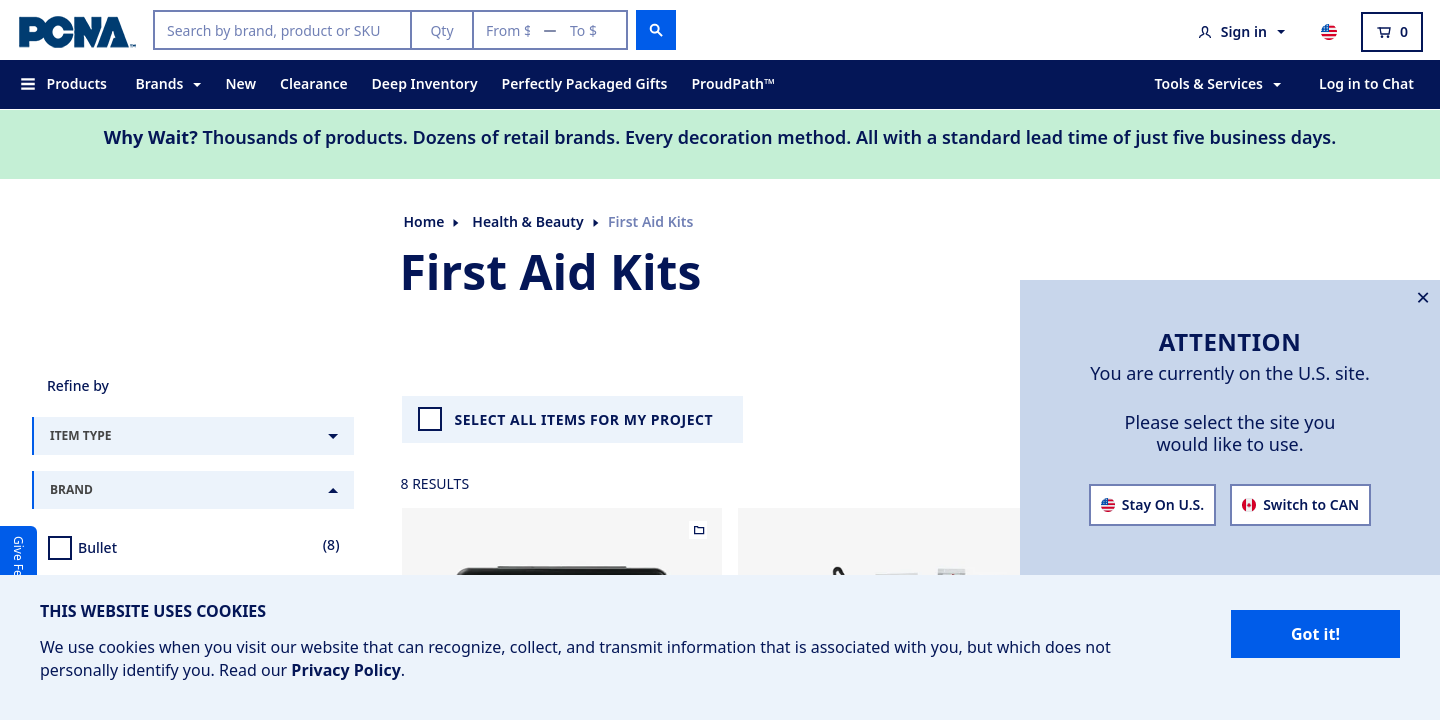 PCNA™
Search by brand, product or SKU
Qty
From $ — To $
Sign in
0
Products
Brands
New
Clearance
Deep Inventory
Perfectly Packaged Gifts
ProudPath™
Tools & Services
Log in to Chat
Why Wait? Thousands of products. Dozens of retail brands. Every decoration method. All with a standard lead time of just five business days.
Home
Health & Beauty
First Aid Kits
First Aid Kits
ATTENTION
You are currently on the U.S. site.
Please select the site you
would like to use.
Stay On U.S.
Switch to CAN
Refine by
ITEM TYPE
BRAND
Bullet
(8)
SELECT ALL ITEMS FOR MY PROJECT
8 RESULTS
Give
THIS WEBSITE USES COOKIES
We use cookies when you visit our website that can recognize, collect, and transmit information that is associated with you, but which does not
personally identify you. Read our Privacy Policy.
Got it!